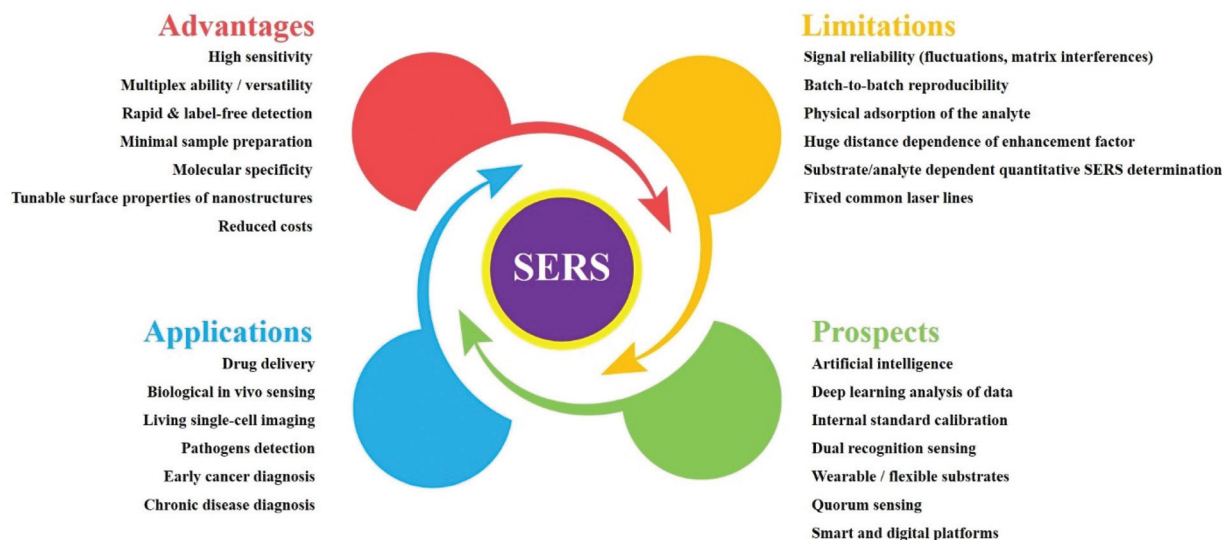 Advantages
High sensitivity
Multiplex ability / versatility
Rapid & label-free detection
Minimal sample preparation
Molecular specificity
Tunable surface properties of nanostructures
Reduced costs
Limitations
Signal reliability (fluctuations, matrix interferences)
Batch-to-batch reproducibility
Physical adsorption of the analyte
Huge distance dependence of enhancement factor
Substrate/analyte dependent quantitative SERS determination
Fixed common laser lines
SERS
Applications
Drug delivery
Biological in vivo sensing
Living single-cell imaging
Pathogens detection
Early cancer diagnosis
Chronic disease diagnosis
Prospects
Artificial intelligence
Deep learning analysis of data
Internal standard calibration
Dual recognition sensing
Wearable / flexible substrates
Quorum sensing
Smart and digital platforms